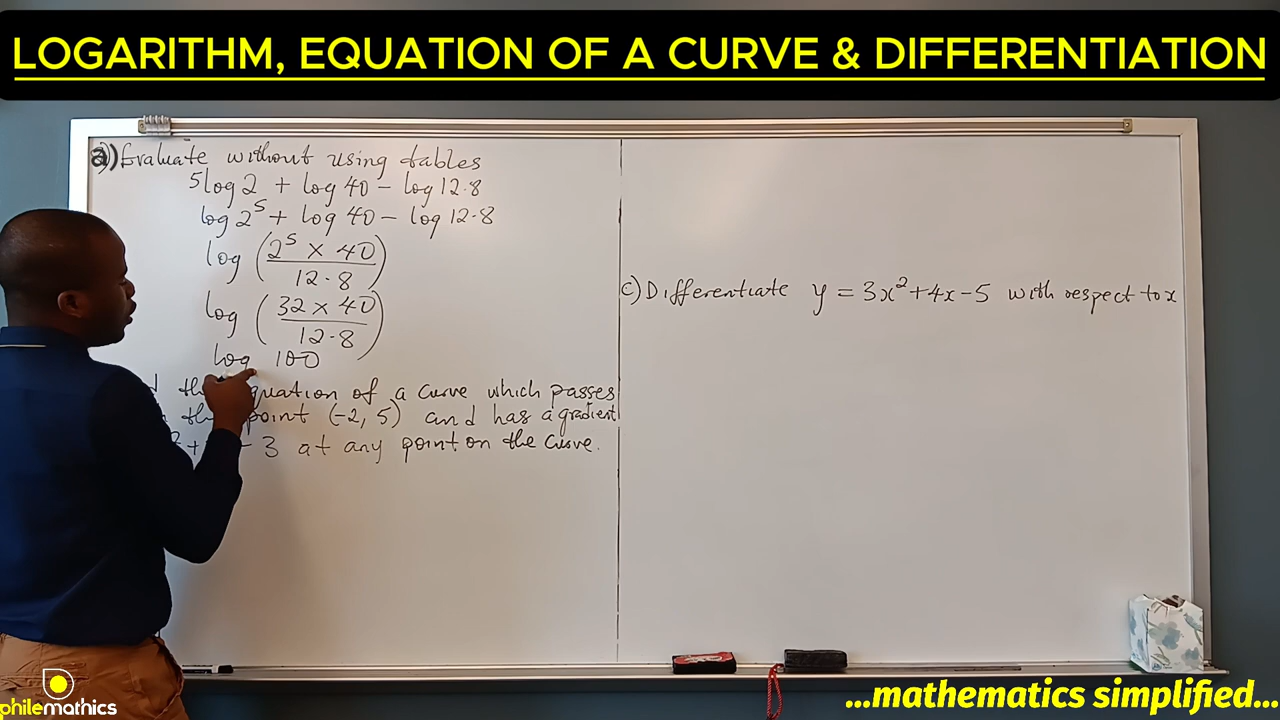 LOGARITHM, EQUATION OF A CURVE & DIFFERENTIATION
a) Evaluate without using tables
5log 2 + log 40 - log 12.8
log 2⁵ + log 40 - log 12.8
log (2⁵ × 40 / 12.8)
log (32 × 40 / 12.8)
log 100
equation of a curve which passes
point (-2, 5) and has a gradient
3 at any point on the curve.
c) Differentiate y = 3x² + 4x - 5 with respect to x
philemathics
...mathematics simplified...